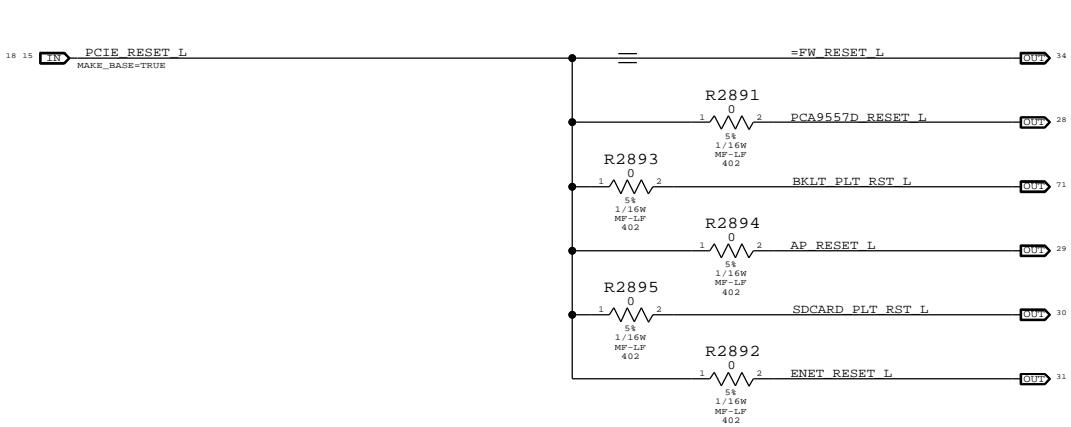 18 15 IN PCIE_RESET_L =FW_RESET_L OUT 34
MAKE_BASE=TRUE
R2891
0
1 2 PCA9557D_RESET_L OUT 28
5%
1/16W
MF-LF
402
R2893
0
1 2 BKLT_PLT_RST_L OUT 71
5%
1/16W
MF-LF
402
R2894
0
1 2 AP_RESET_L OUT 29
5%
1/16W
MF-LF
402
R2895
0
1 2 SDCARD_PLT_RST_L OUT 30
5%
1/16W
MF-LF
402
R2892
0
1 2 ENET_RESET_L OUT 31
5%
1/16W
MF-LF
402